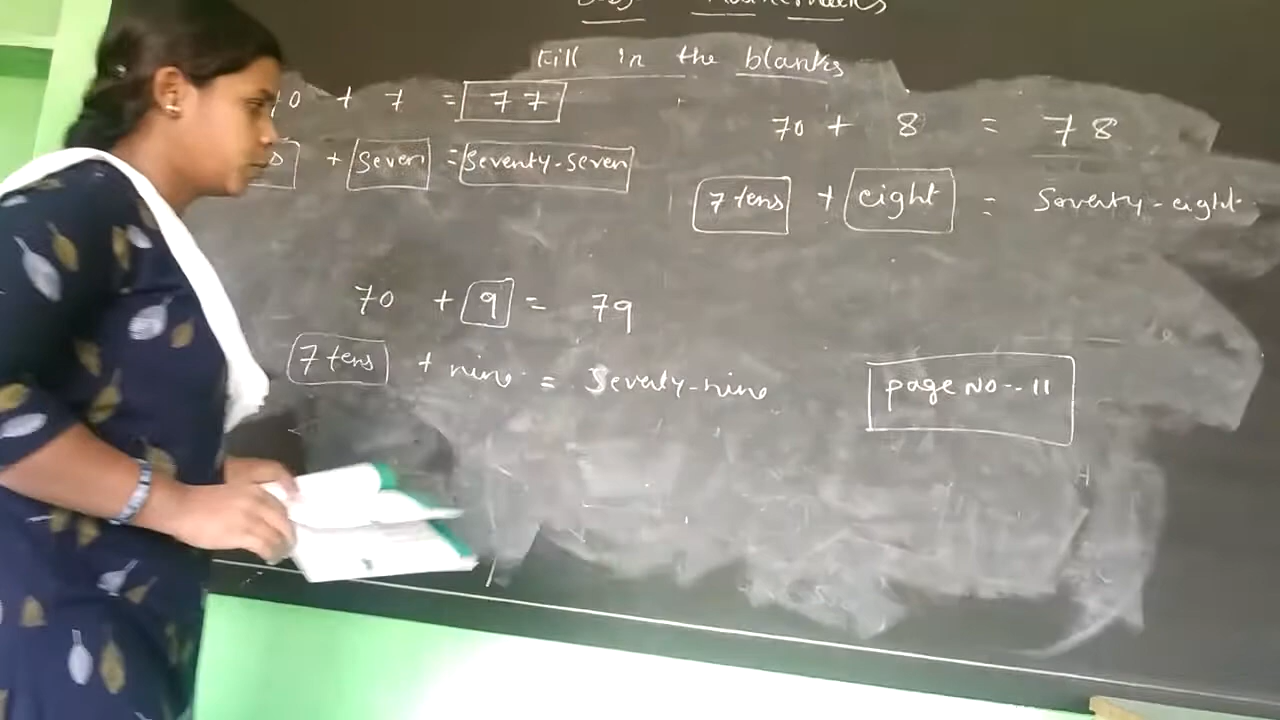 Fill in the blanks
+ 7 = 77
+ Seven = Seventy-Seven
70 + 8 = 78
7 tens + eight = Seventy-eight
70 + 9 = 79
7 tens + nine = Seventy-nine
page No-- 11